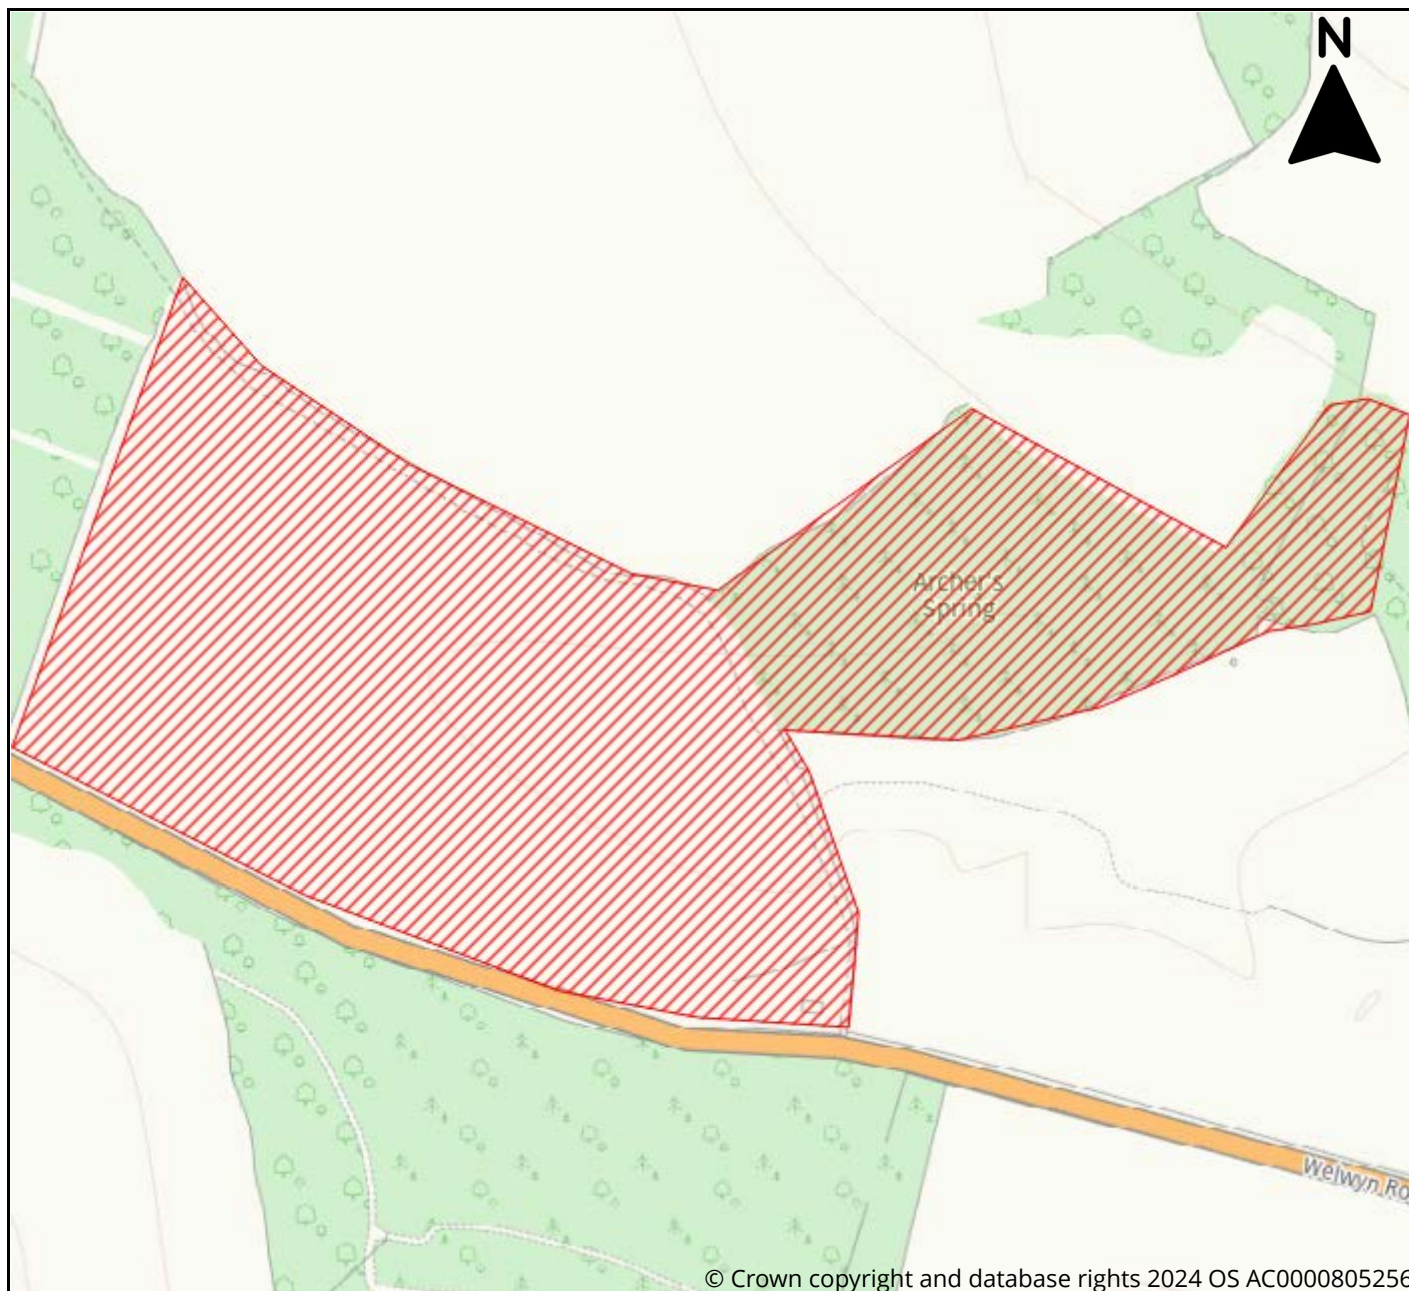 N
Archer's
Spring
Welwyn Ro
© Crown copyright and database rights 2024 OS AC0000805256